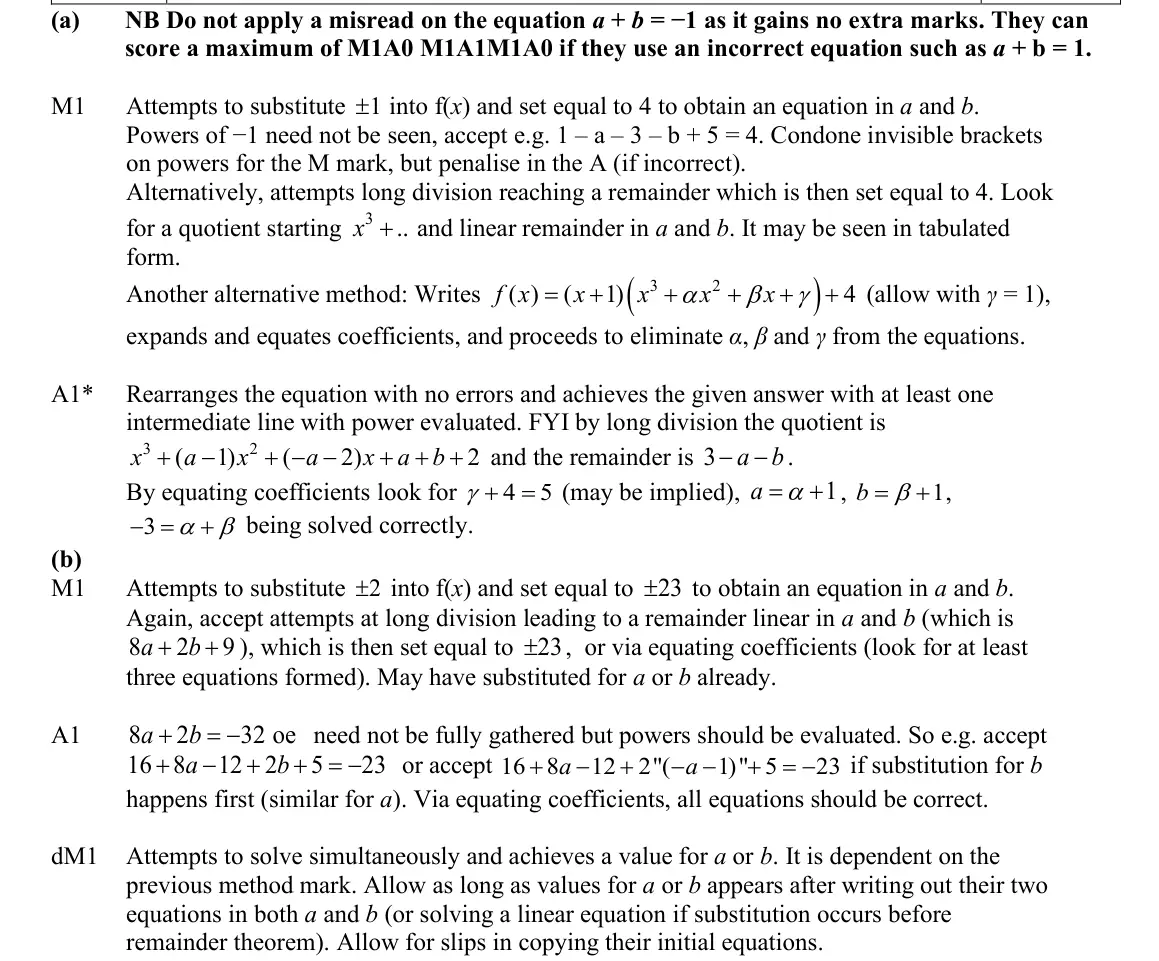 (a) NB Do not apply a misread on the equation a + b = −1 as it gains no extra marks. They can
score a maximum of M1A0 M1A1M1A0 if they use an incorrect equation such as a + b = 1.
M1 Attempts to substitute ±1 into f(x) and set equal to 4 to obtain an equation in a and b.
Powers of −1 need not be seen, accept e.g. 1 – a – 3 – b + 5 = 4. Condone invisible brackets
on powers for the M mark, but penalise in the A (if incorrect).
Alternatively, attempts long division reaching a remainder which is then set equal to 4. Look
for a quotient starting x³ + .. and linear remainder in a and b. It may be seen in tabulated
form.
Another alternative method: Writes f(x) = (x+1)(x³ + αx² + βx + γ) + 4 (allow with γ = 1),
expands and equates coefficients, and proceeds to eliminate α, β and γ from the equations.
A1* Rearranges the equation with no errors and achieves the given answer with at least one
intermediate line with power evaluated. FYI by long division the quotient is
x³ + (a−1)x² + (−a−2)x + a + b + 2 and the remainder is 3 − a − b.
By equating coefficients look for γ + 4 = 5 (may be implied), a = α + 1, b = β + 1,
−3 = α + β being solved correctly.
(b)
M1 Attempts to substitute ±2 into f(x) and set equal to ±23 to obtain an equation in a and b.
Again, accept attempts at long division leading to a remainder linear in a and b (which is
8a + 2b + 9), which is then set equal to ±23, or via equating coefficients (look for at least
three equations formed). May have substituted for a or b already.
A1 8a + 2b = −32 oe need not be fully gathered but powers should be evaluated. So e.g. accept
16 + 8a − 12 + 2b + 5 = −23 or accept 16 + 8a − 12 + 2"(−a − 1)"+ 5 = −23 if substitution for b
happens first (similar for a). Via equating coefficients, all equations should be correct.
dM1 Attempts to solve simultaneously and achieves a value for a or b. It is dependent on the
previous method mark. Allow as long as values for a or b appears after writing out their two
equations in both a and b (or solving a linear equation if substitution occurs before
remainder theorem). Allow for slips in copying their initial equations.